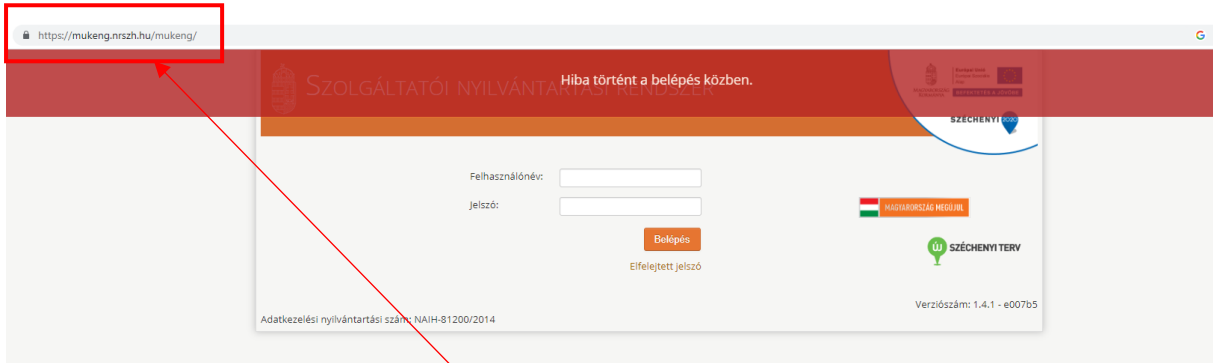 https://mukeng.nrszh.hu/mukeng/
Hiba történt a belépés közben.
SZOLGÁLTATÓI NYILVÁNTARTÁSI RENDSZER
SZÉCHENYI 2020
Felhasználónév:
Jelszó:
MAGYARORSZÁG MEGÚJUL
Belépés
ÚJ SZÉCHENYI TERV
Elfelejtett jelszó
Verziószám: 1.4.1 - e007b5
Adatkezelési nyilvántartási szám: NAIH-81200/2014